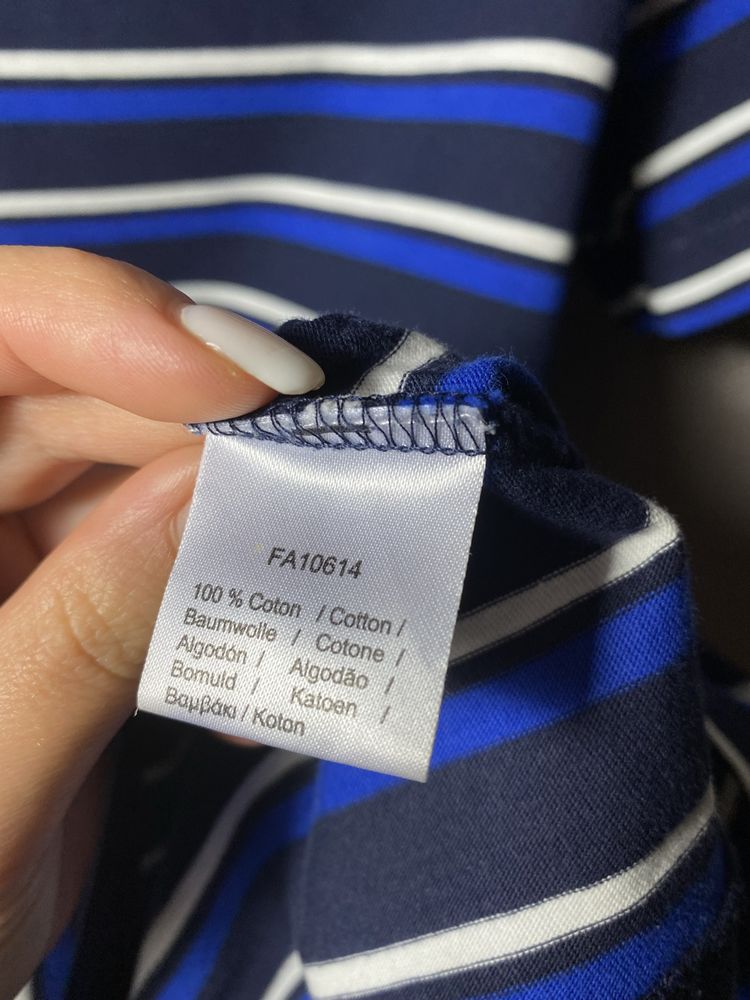 FA10614
100 % Coton / Cotton /
Baumwolle / Cotone /
Algodón / Algodão /
Bomuld / Katoen /
Βαμβάκι / Koton